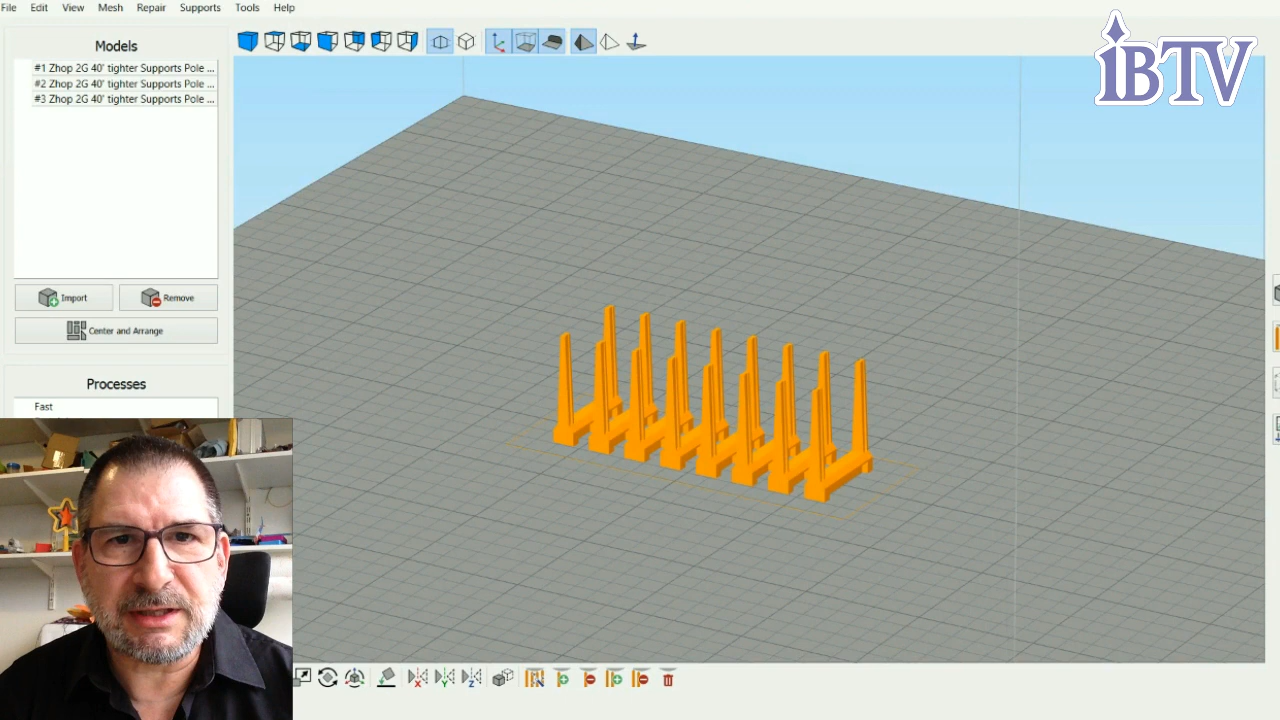 File Edit View Mesh Repair Supports Tools Help
iBTV
Models
#1 Zhop 2G 40' tighter Supports Pole ...
#2 Zhop 2G 40' tighter Supports Pole ...
#3 Zhop 2G 40' tighter Supports Pole ...
Import Remove
Center and Arrange
Processes
Fast
X Y Z